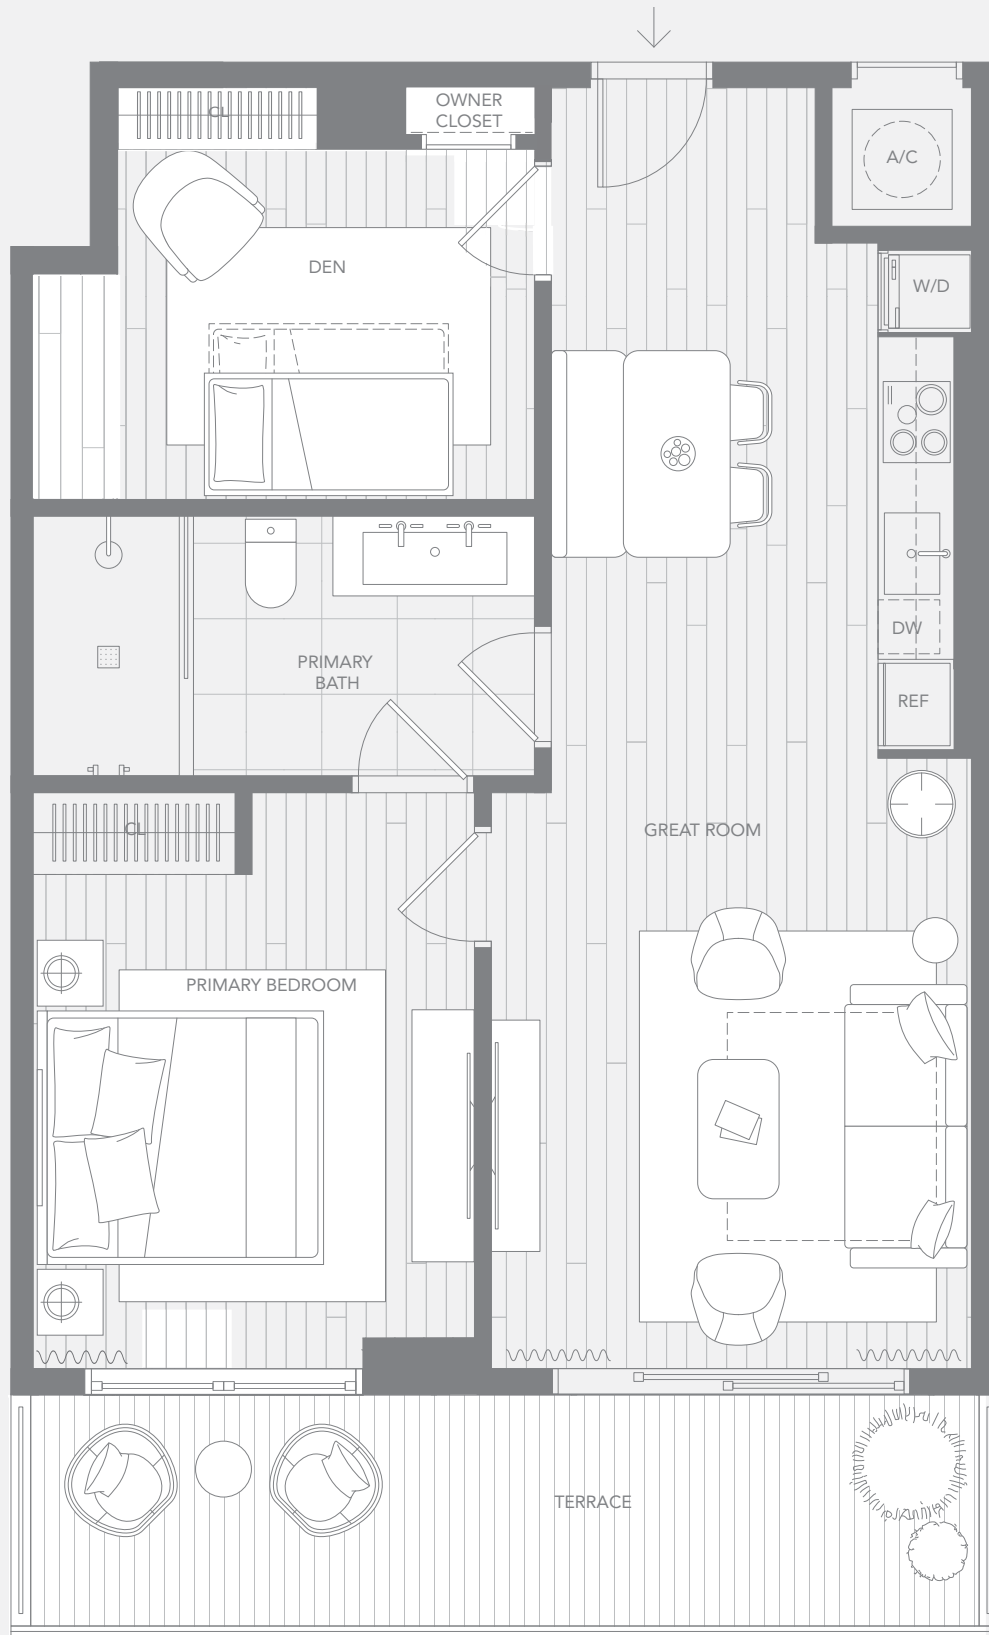 CL
OWNER
CLOSET
A/C
DEN
W/D
PRIMARY
BATH
DW
REF
CL
GREAT ROOM
PRIMARY BEDROOM
TERRACE